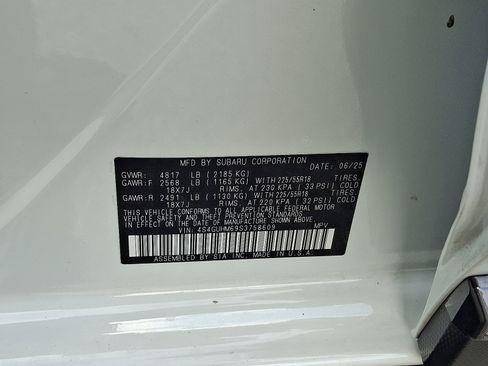 MFD BY SUBARU CORPORATION DATE: 06/25
GVWR: 4817 LB (2185 KG)
GAWR:F 2568 LB (1165 KG) WITH 225/55R18 TIRES,
18X7J RIMS, AT 230 KPA (33 PSI) COLD
GAWR:R 2491 LB (1130 KG) WITH 225/55R18 TIRES,
18X7J RIMS, AT 220 KPA (32 PSI) COLD
THIS VEHICLE CONFORMS TO ALL APPLICABLE FEDERAL MOTOR
VEHICLE SAFETY AND THEFT PREVENTION STANDARDS
IN EFFECT ON THE DATE OF MANUFACTURE SHOWN ABOVE.
VIN: 4S4GUHM69S3758609 MPV
ASSEMBLED BY SIA INC. MADE IN U.S.A.